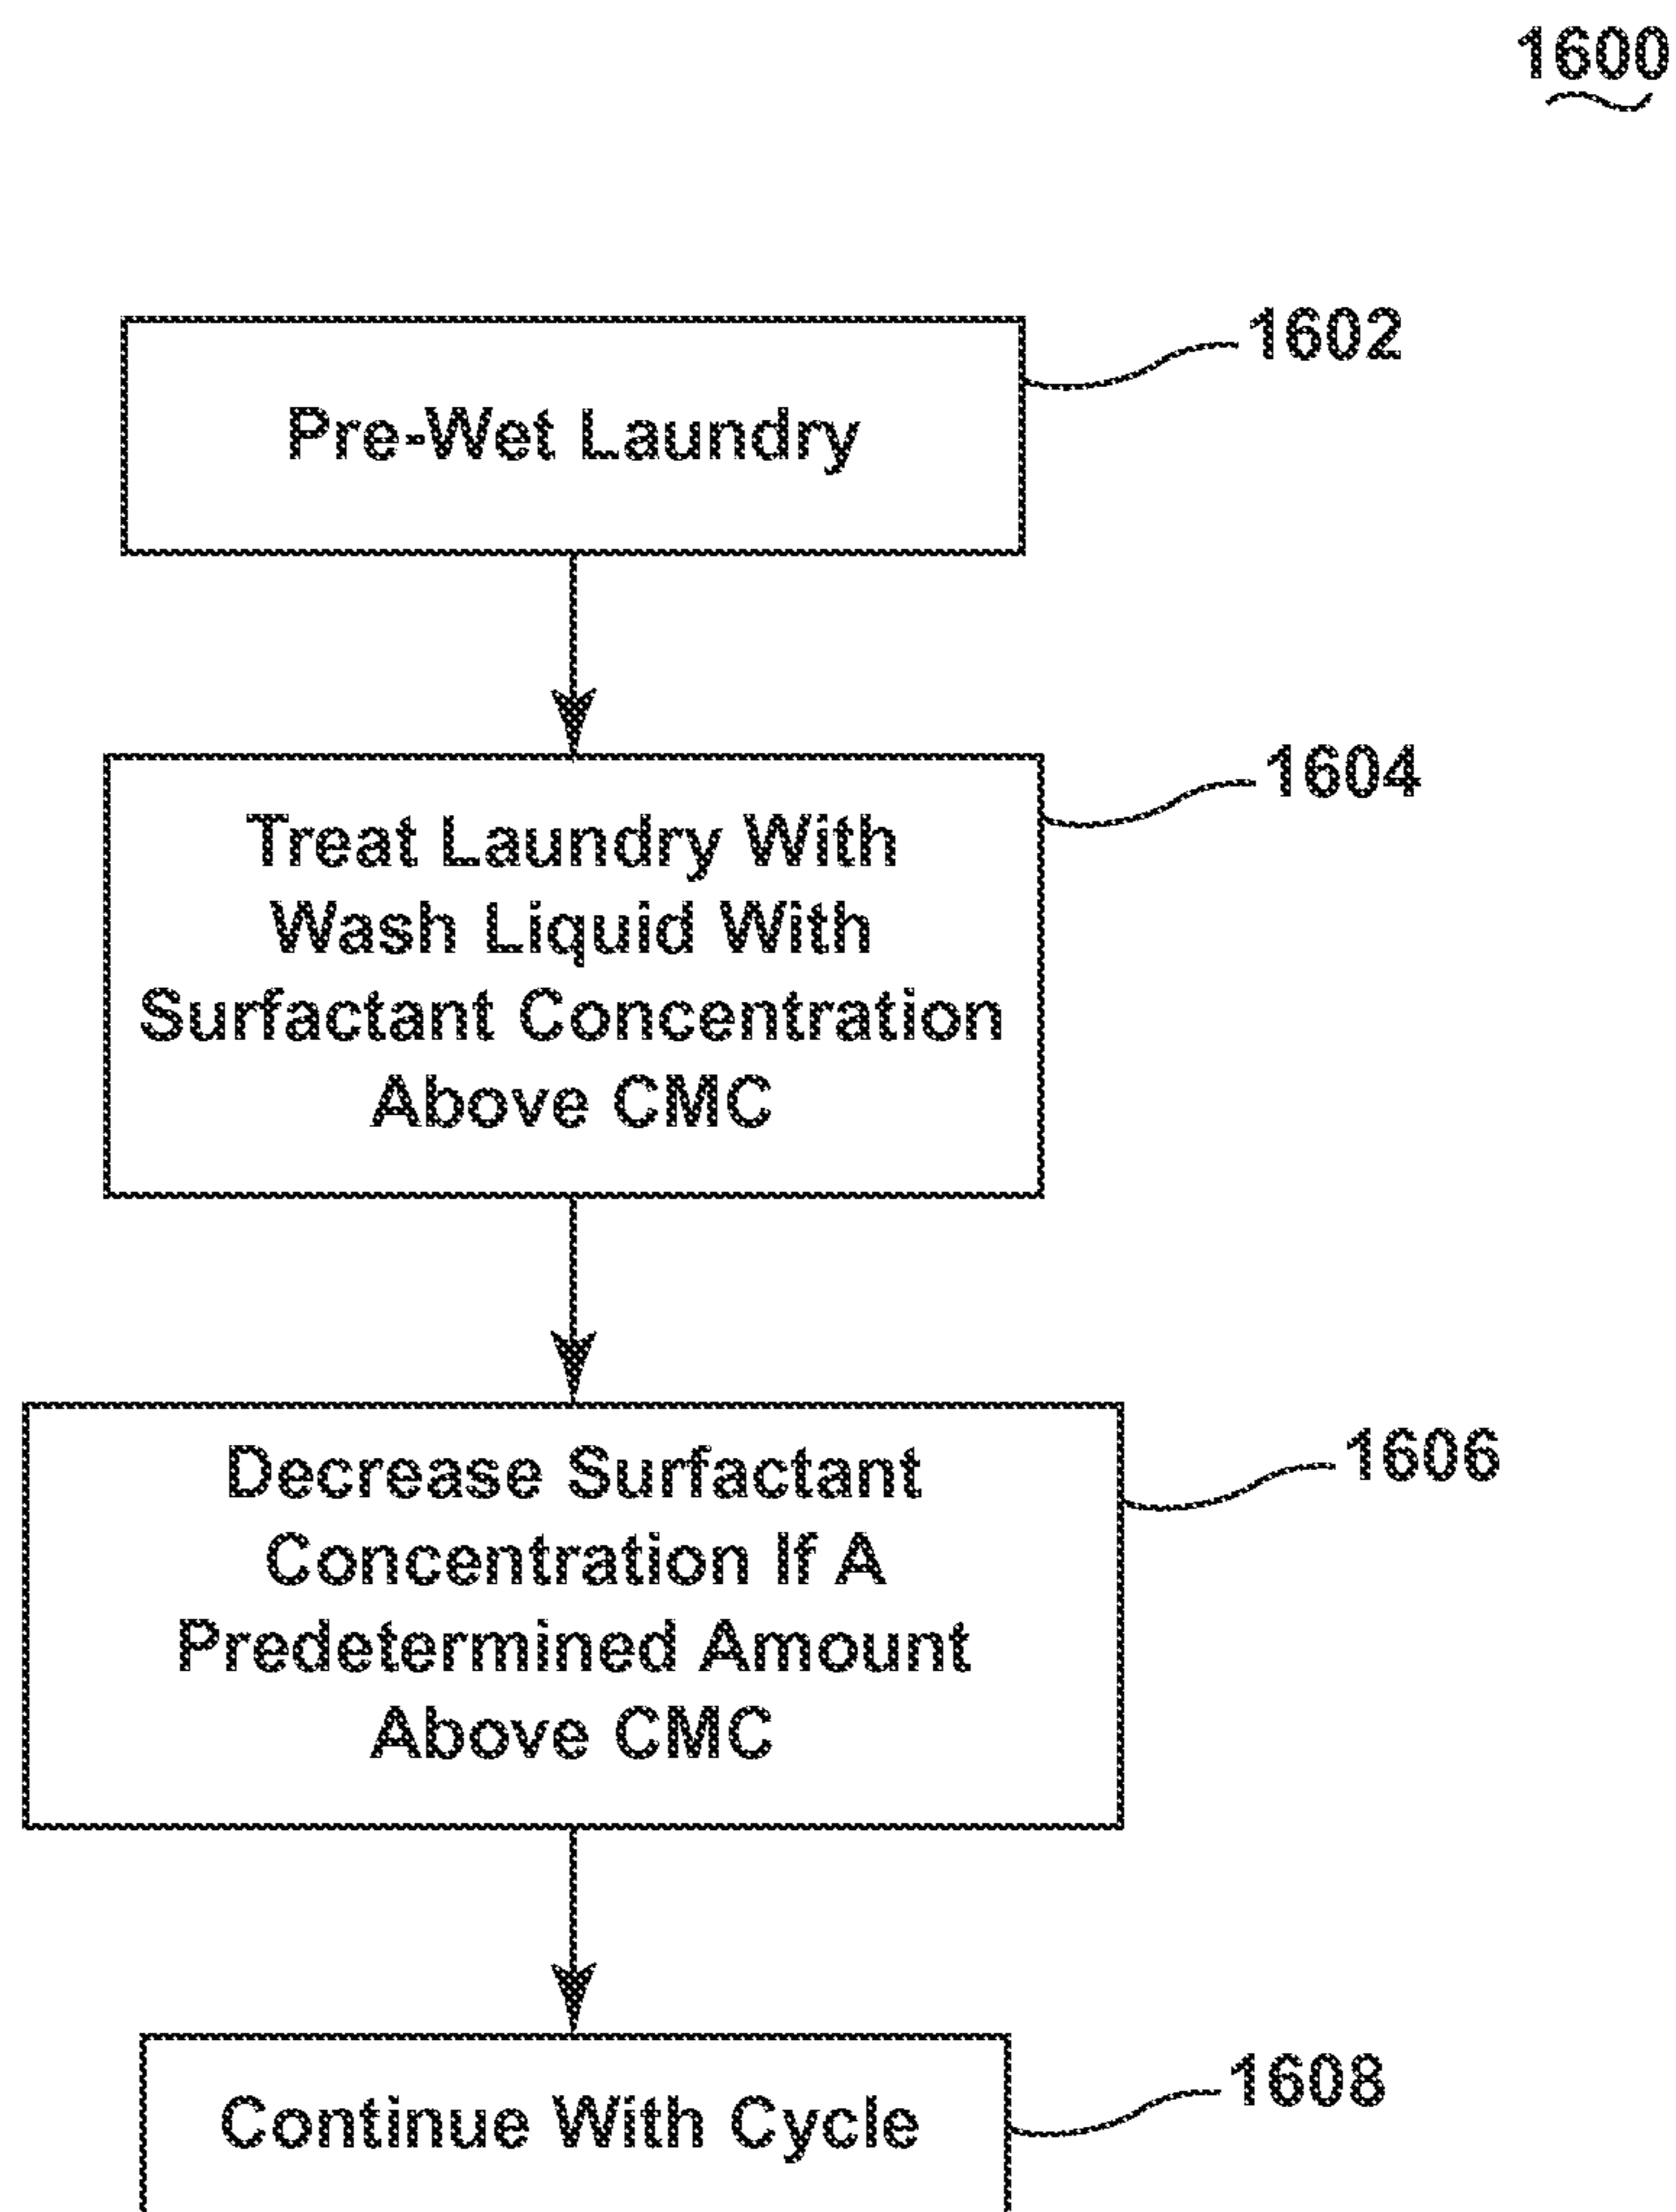 1600
Pre-Wet Laundry
1602
Treat Laundry With
Wash Liquid With
Surfactant Concentration
Above CMC
1604
Decrease Surfactant
Concentration If A
Predetermined Amount
Above CMC
1606
Continue With Cycle
1608